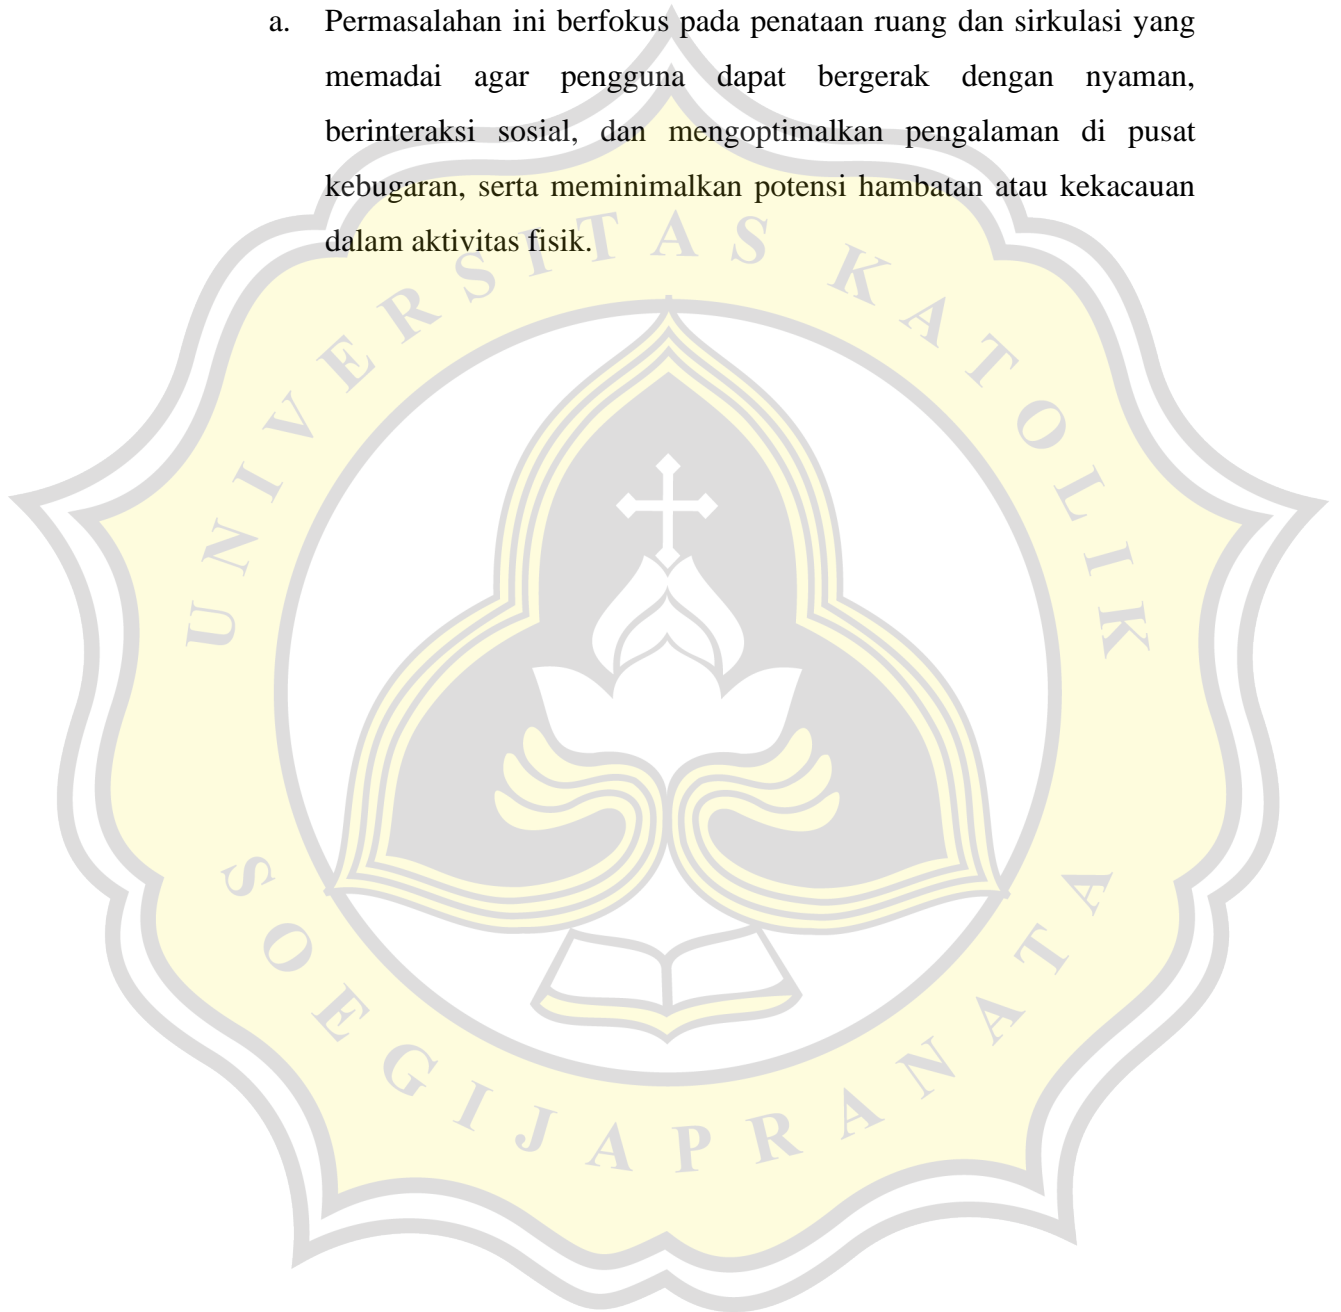 a. Permasalahan ini berfokus pada penataan ruang dan sirkulasi yang
memadai agar pengguna dapat bergerak dengan nyaman,
berinteraksi sosial, dan mengoptimalkan pengalaman di pusat
kebugaran, serta meminimalkan potensi hambatan atau kekacauan
dalam aktivitas fisik.
UNIVERSITAS KATOLIK
SOEGIJAPRANATA